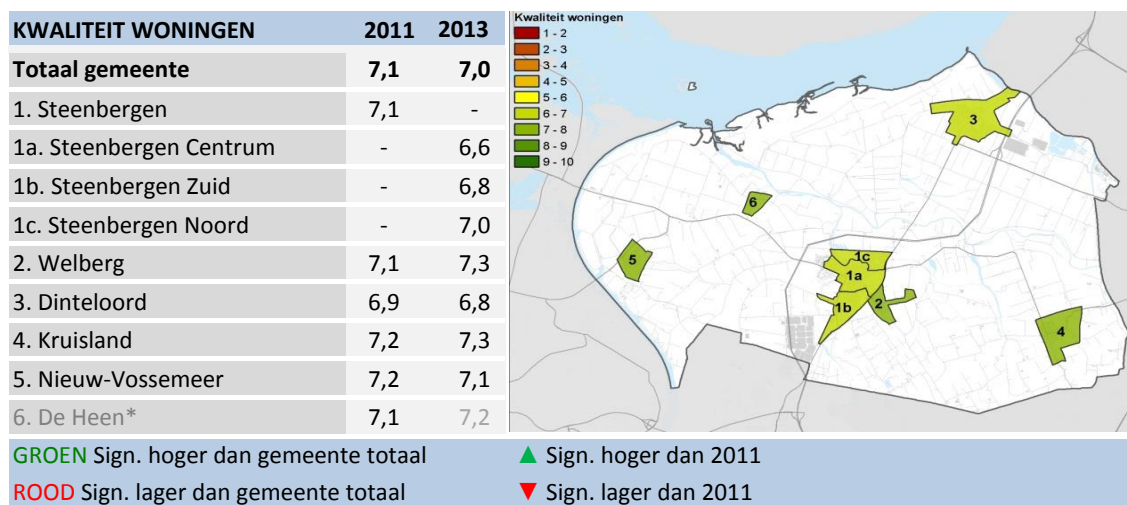 KWALITEIT WONINGEN 2011 2013
Totaal gemeente 7,1 7,0
1. Steenbergen 7,1 -
1a. Steenbergen Centrum - 6,6
1b. Steenbergen Zuid - 6,8
1c. Steenbergen Noord - 7,0
2. Welberg 7,1 7,3
3. Dinteloord 6,9 6,8
4. Kruisland 7,2 7,3
5. Nieuw-Vossemeer 7,2 7,1
6. De Heen* 7,1 7,2
Kwaliteit woningen
1 - 2
2 - 3
3 - 4
4 - 5
5 - 6
6 - 7
7 - 8
8 - 9
9 - 10
3
6
5
1c
1a
1b
2
4
GROEN Sign. hoger dan gemeente totaal ▲ Sign. hoger dan 2011
ROOD Sign. lager dan gemeente totaal ▼ Sign. lager dan 2011